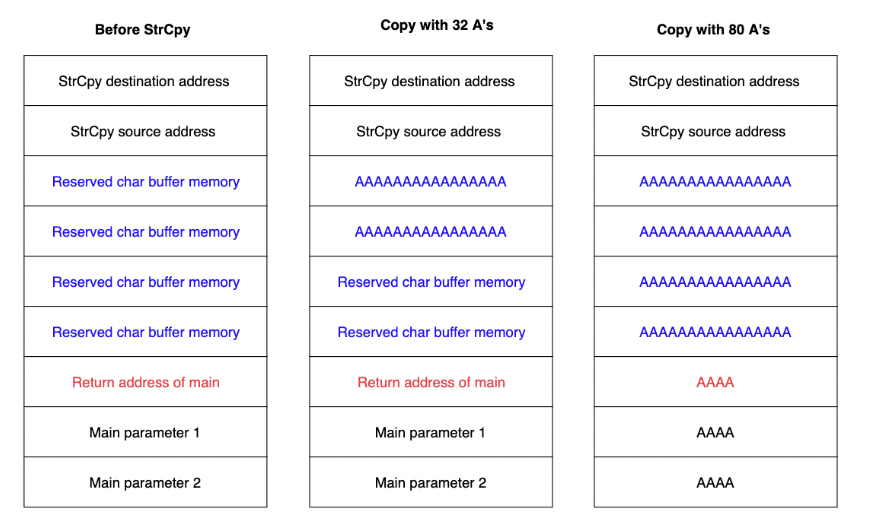 Before StrCpy
Copy with 32 A's
Copy with 80 A's
StrCpy destination address
StrCpy destination address
StrCpy destination address
StrCpy source address
StrCpy source address
StrCpy source address
Reserved char buffer memory
AAAAAAAAAAAAAAAA
AAAAAAAAAAAAAAAA
Reserved char buffer memory
AAAAAAAAAAAAAAAA
AAAAAAAAAAAAAAAA
Reserved char buffer memory
Reserved char buffer memory
AAAAAAAAAAAAAAAA
Reserved char buffer memory
Reserved char buffer memory
AAAAAAAAAAAAAAAA
Return address of main
Return address of main
AAAA
Main parameter 1
Main parameter 1
AAAA
Main parameter 2
Main parameter 2
AAAA